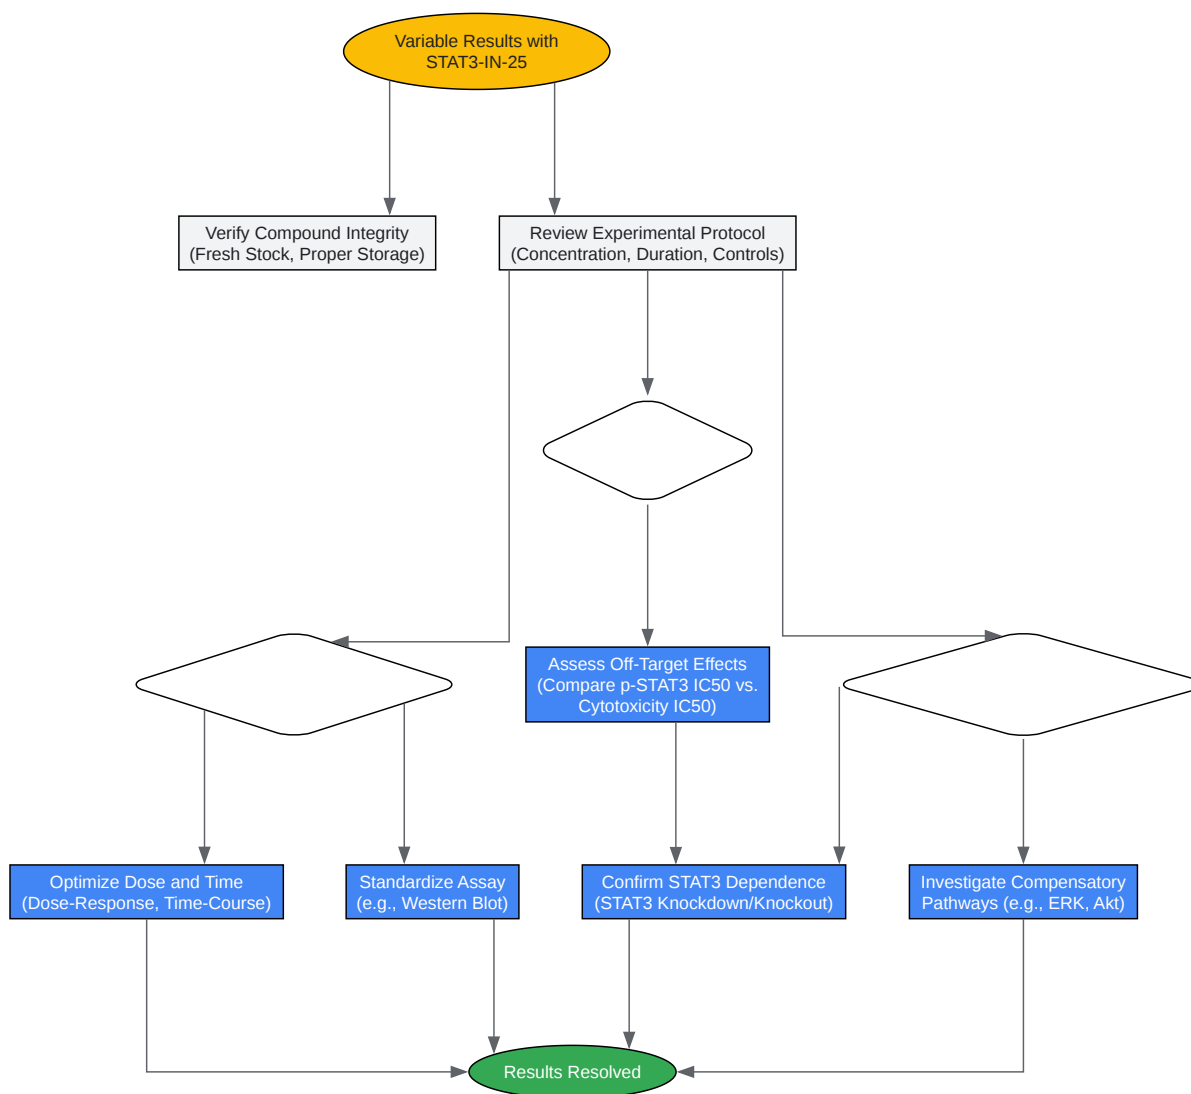 Variable Results with
STAT3-IN-25
Verify Compound Integrity
(Fresh Stock, Proper Storage)
Review Experimental Protocol
(Concentration, Duration, Controls)
Assess Off-Target Effects
(Compare p-STAT3 IC50 vs.
Cytotoxicity IC50)
Optimize Dose and Time
(Dose-Response, Time-Course)
Standardize Assay
(e.g., Western Blot)
Confirm STAT3 Dependence
(STAT3 Knockdown/Knockout)
Investigate Compensatory
Pathways (e.g., ERK, Akt)
Results Resolved